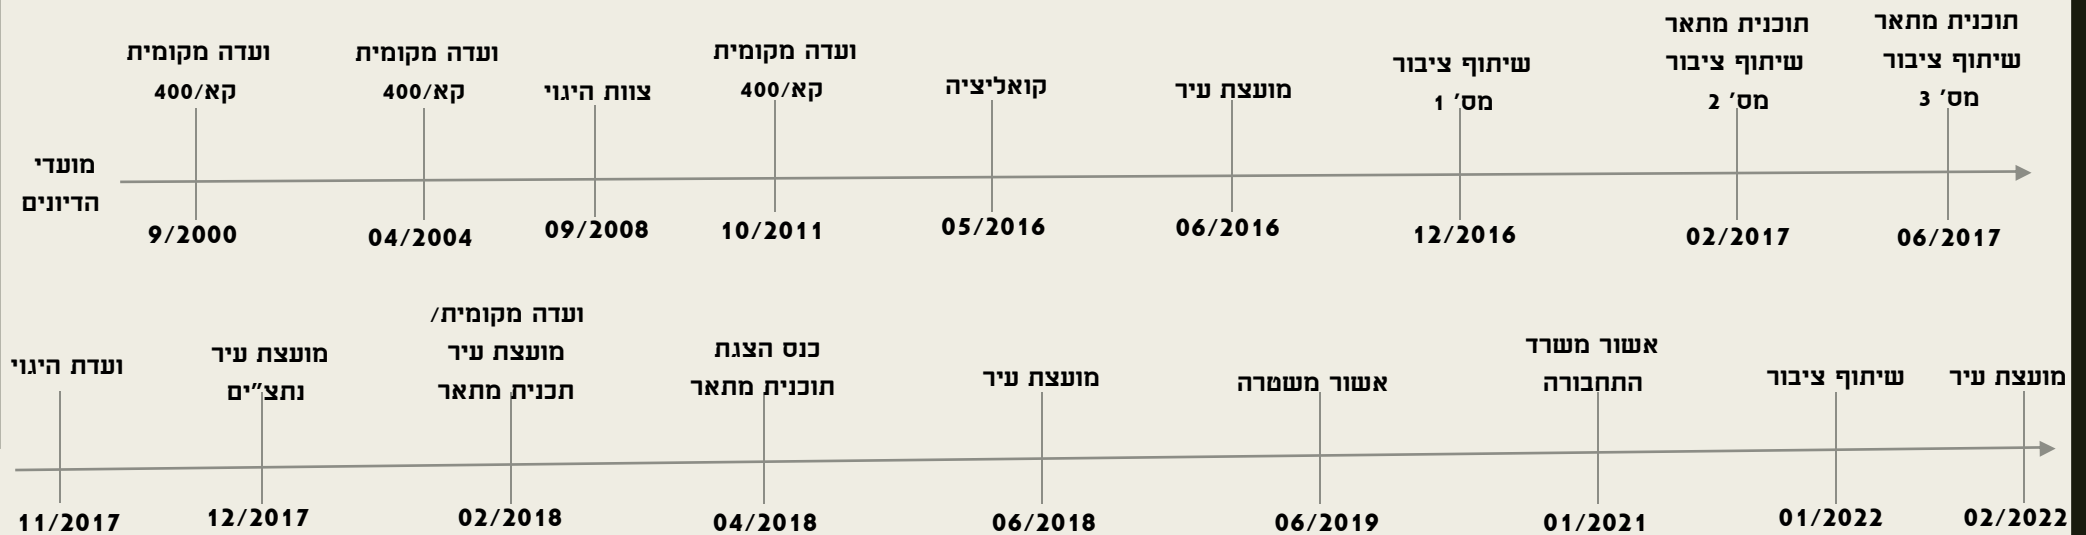 מועדי
הדיונים
ועדה מקומית
קא/400
9/2000
ועדה מקומית
קא/400
04/2004
צוות היגוי
09/2008
ועדה מקומית
קא/400
10/2011
קואליציה
05/2016
מועצת עיר
06/2016
שיתוף ציבור
מס' 1
12/2016
תוכנית מתאר
שיתוף ציבור
מס' 2
02/2017
תוכנית מתאר
שיתוף ציבור
מס' 3
06/2017
ועדת היגוי
11/2017
מועצת עיר
נתצ"ים
12/2017
ועדה מקומית/
מועצת עיר
תכנית מתאר
02/2018
כנס הצגת
תוכנית מתאר
04/2018
מועצת עיר
06/2018
אשור משטרה
06/2019
אשור משרד
התחבורה
01/2021
שיתוף ציבור
01/2022
מועצת עיר
02/2022